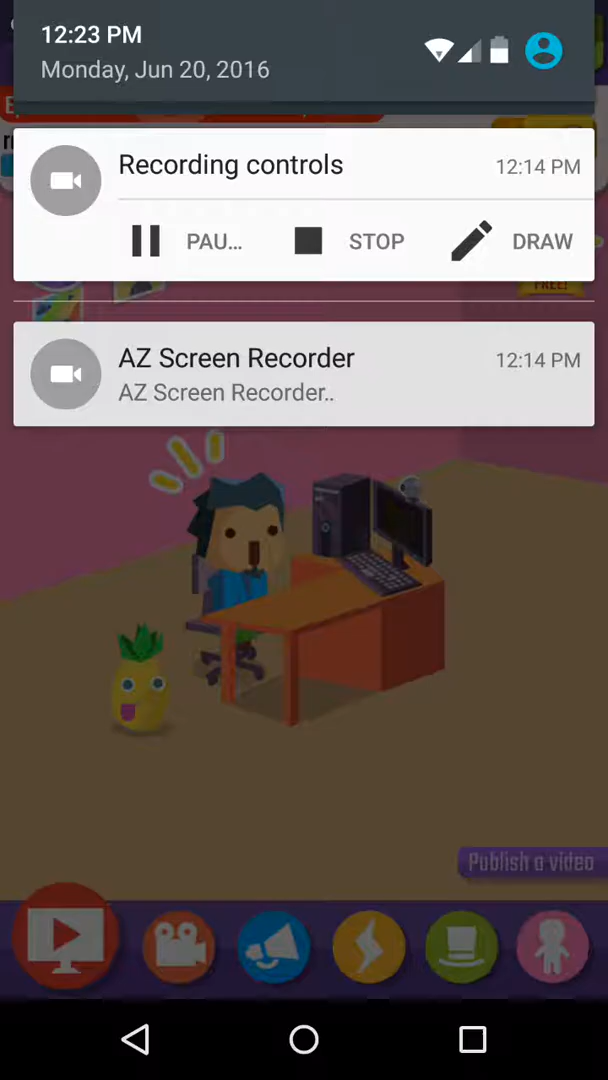 12:23 PM
Monday, Jun 20, 2016
Recording controls
12:14 PM
PAU...
STOP
DRAW
FREE!
AZ Screen Recorder
12:14 PM
AZ Screen Recorder..
Publish a video